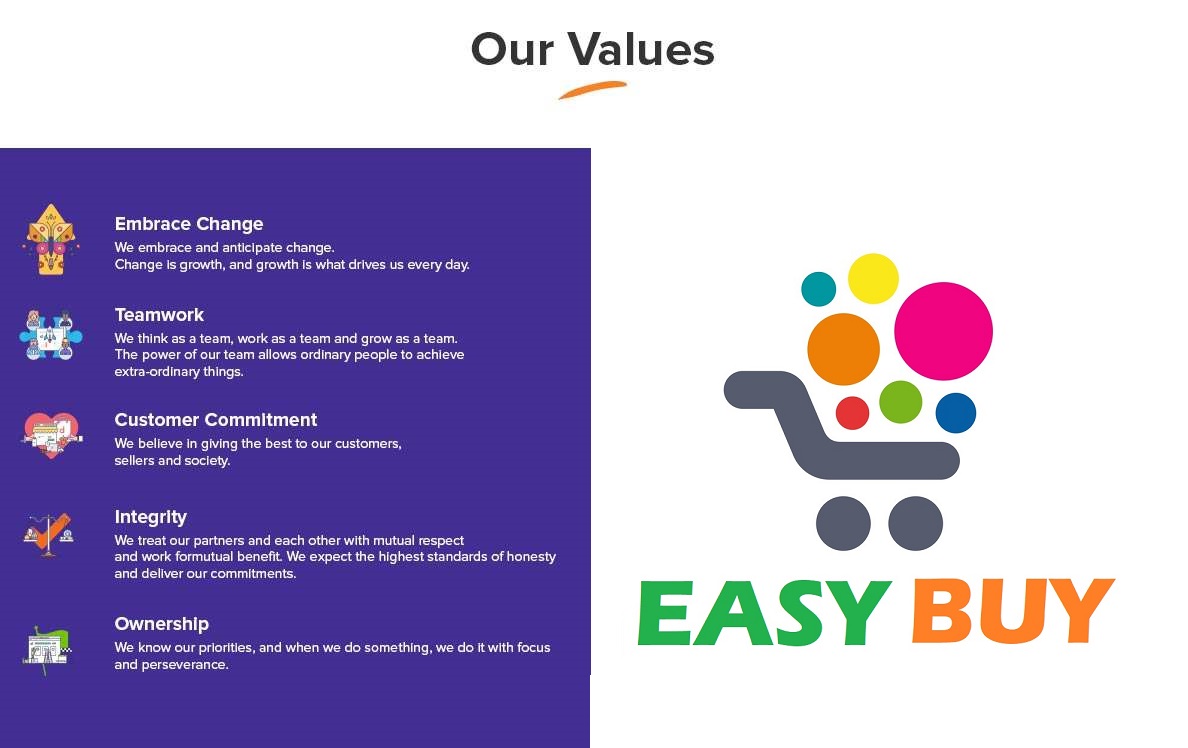 Our Values
Embrace Change
We embrace and anticipate change.
Change is growth, and growth is what drives us every day.
Teamwork
We think as a team, work as a team and grow as a team.
The power of our team allows ordinary people to achieve
extra-ordinary things.
Customer Commitment
We believe in giving the best to our customers,
sellers and society.
Integrity
We treat our partners and each other with mutual respect
and work formutual benefit. We expect the highest standards of honesty
and deliver our commitments.
Ownership
We know our priorities, and when we do something, we do it with focus
and perseverance.
EASY BUY